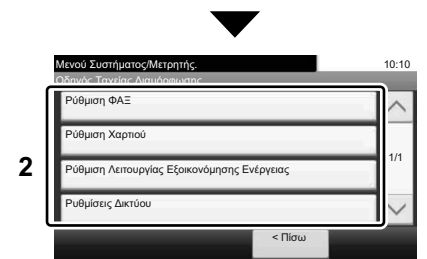 Μενού Συστήματος/Μετρητής.
10:10
Οδηγός Ταχείας Διαμόρφωσης
Ρύθμιση ΦΑΞ
Ρύθμιση Χαρτιού
1/1
2
Ρύθμιση Λειτουργίας Εξοικονόμησης Ενέργειας
Ρυθμίσεις Δικτύου
< Πίσω